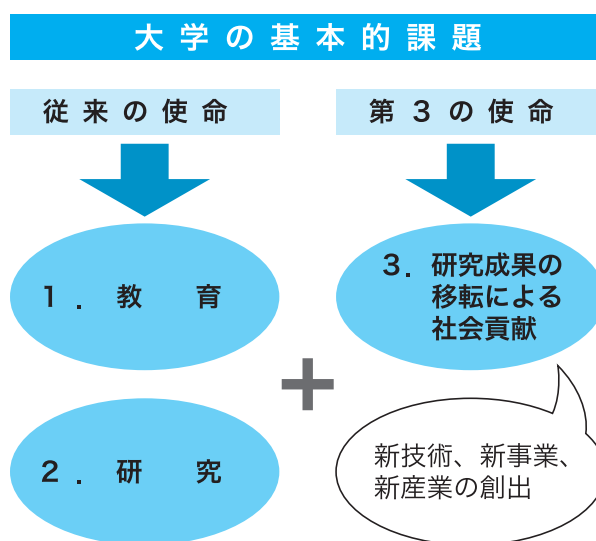 大学の基本的課題
従来の使命
第3の使命
1.教育
3.研究成果の
移転による
社会貢献
+
2.研究
新技術、新事業、
新産業の創出